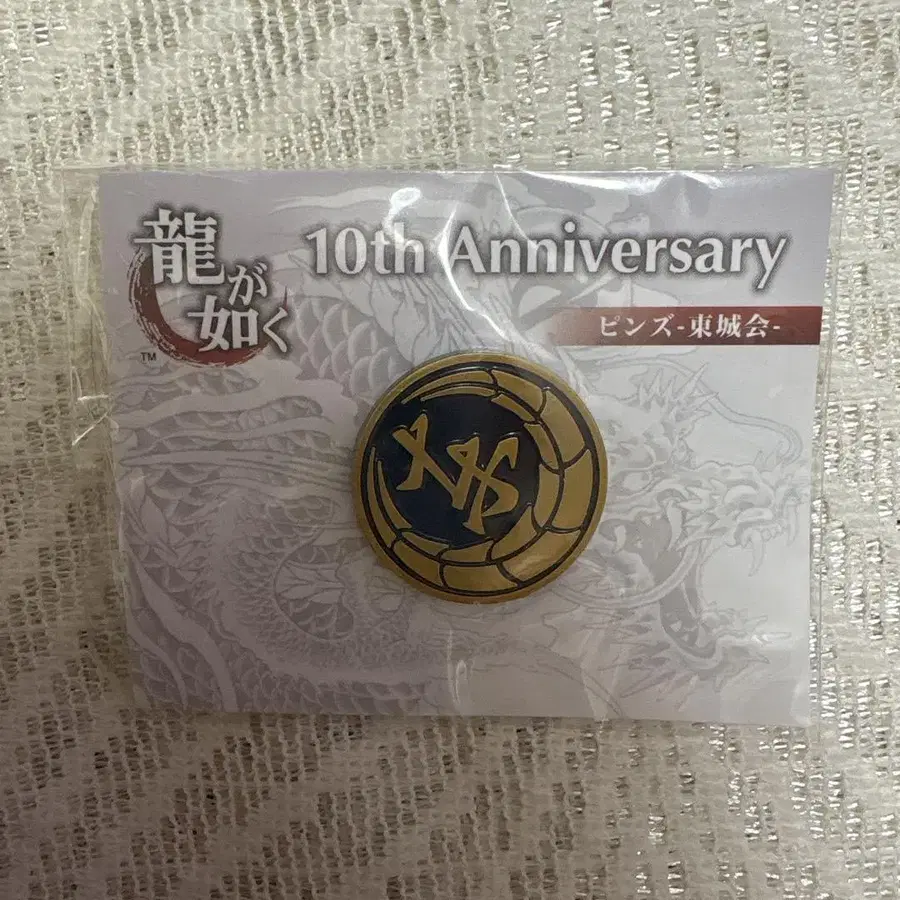 龍が如く
TM
10th Anniversary
ピンズ-東城会-